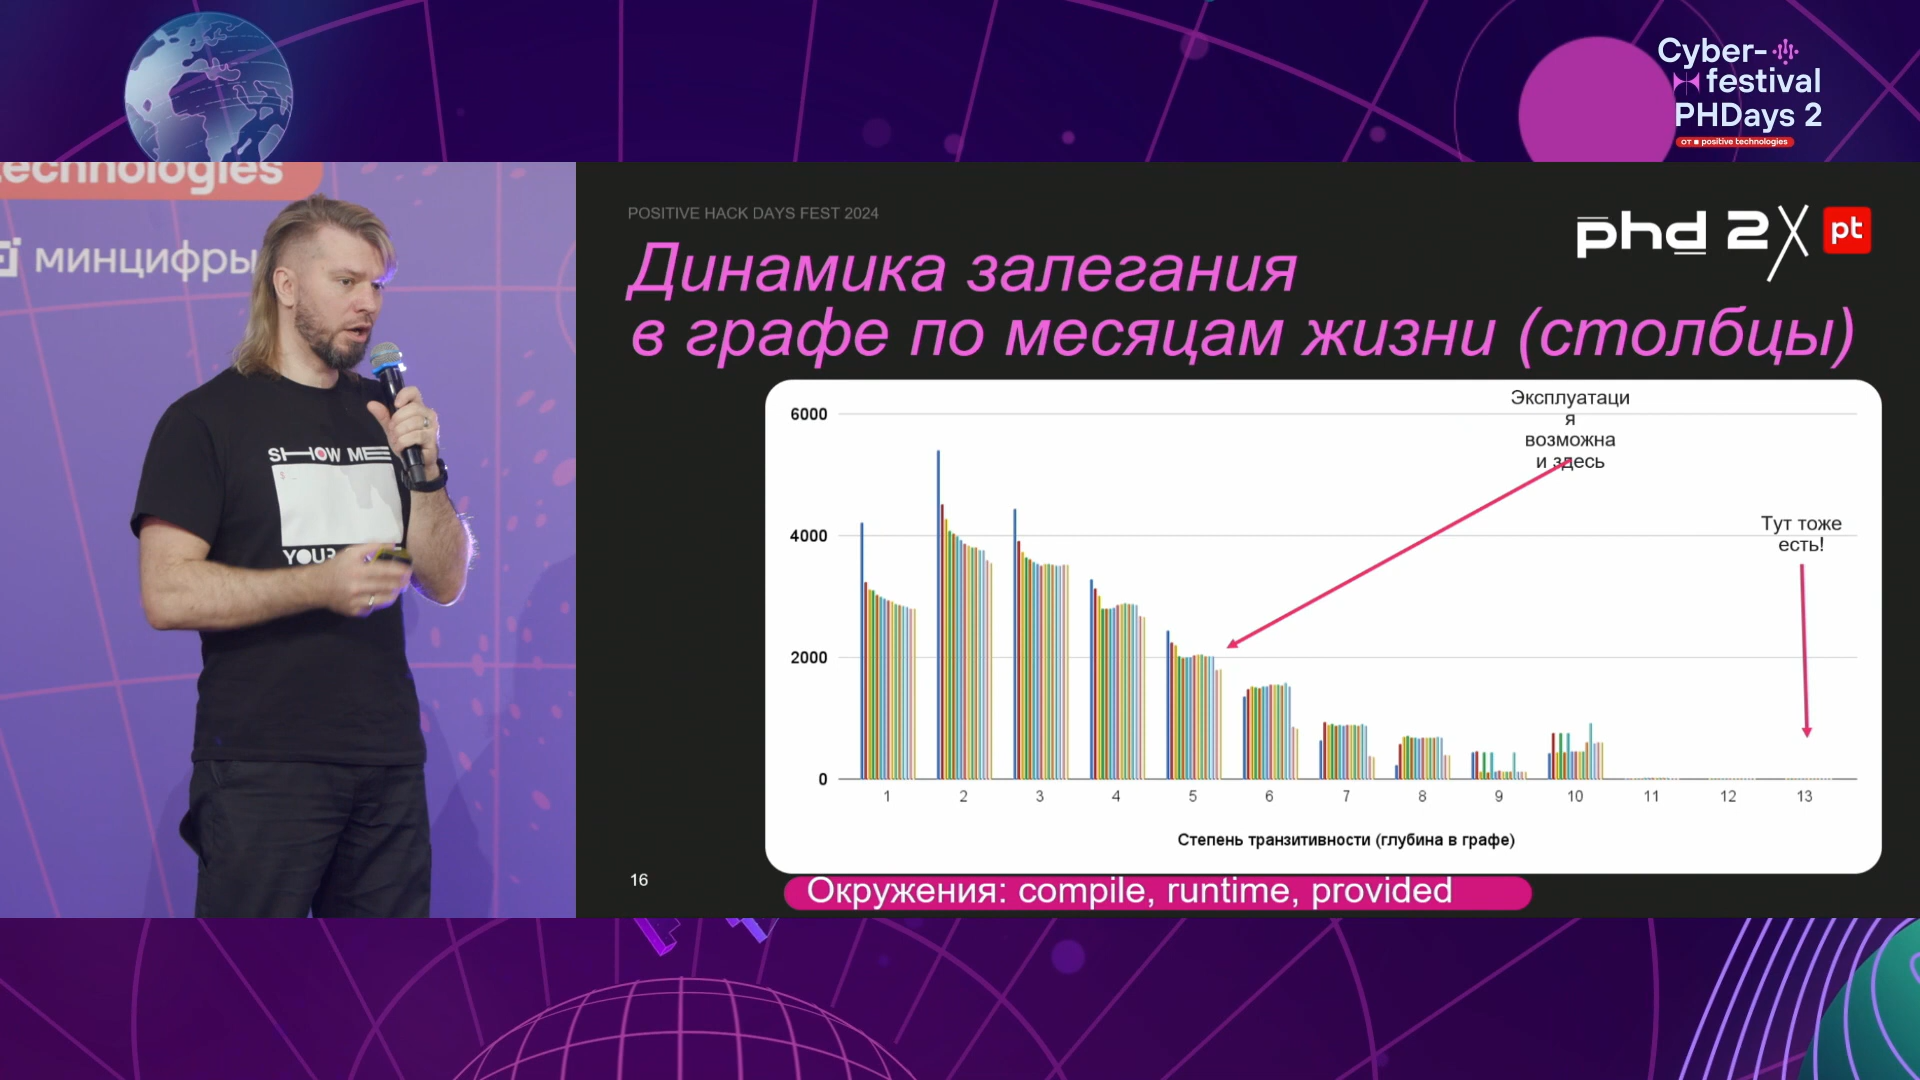 Cyber-
festival
PHDays 2
от positive technologies
technologies
минцифры
SHOW ME
YOUR
POSITIVE HACK DAYS FEST 2024
phd 2
pt
Динамика залегания
в графе по месяцам жизни (столбцы)
Эксплуатаци
я
возможна
и здесь
Тут тоже
есть!
6000
4000
2000
0
1 2 3 4 5 6 7 8 9 10 11 12 13
Степень транзитивности (глубина в графе)
16
Окружения: compile, runtime, provided